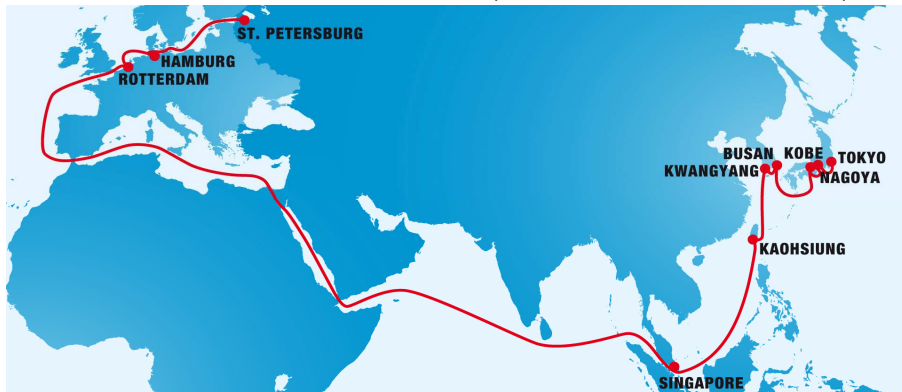 ST. PETERSBURG
HAMBURG
ROTTERDAM
BUSAN KOBE TOKYO
KWANGYANG NAGOYA
KAOHSIUNG
SINGAPORE